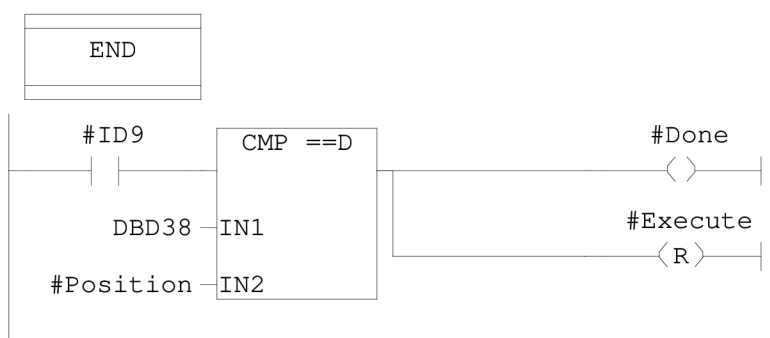 END
#ID9
CMP ==D
#Done
DBD38
IN1
#Execute
R
#Position
IN2